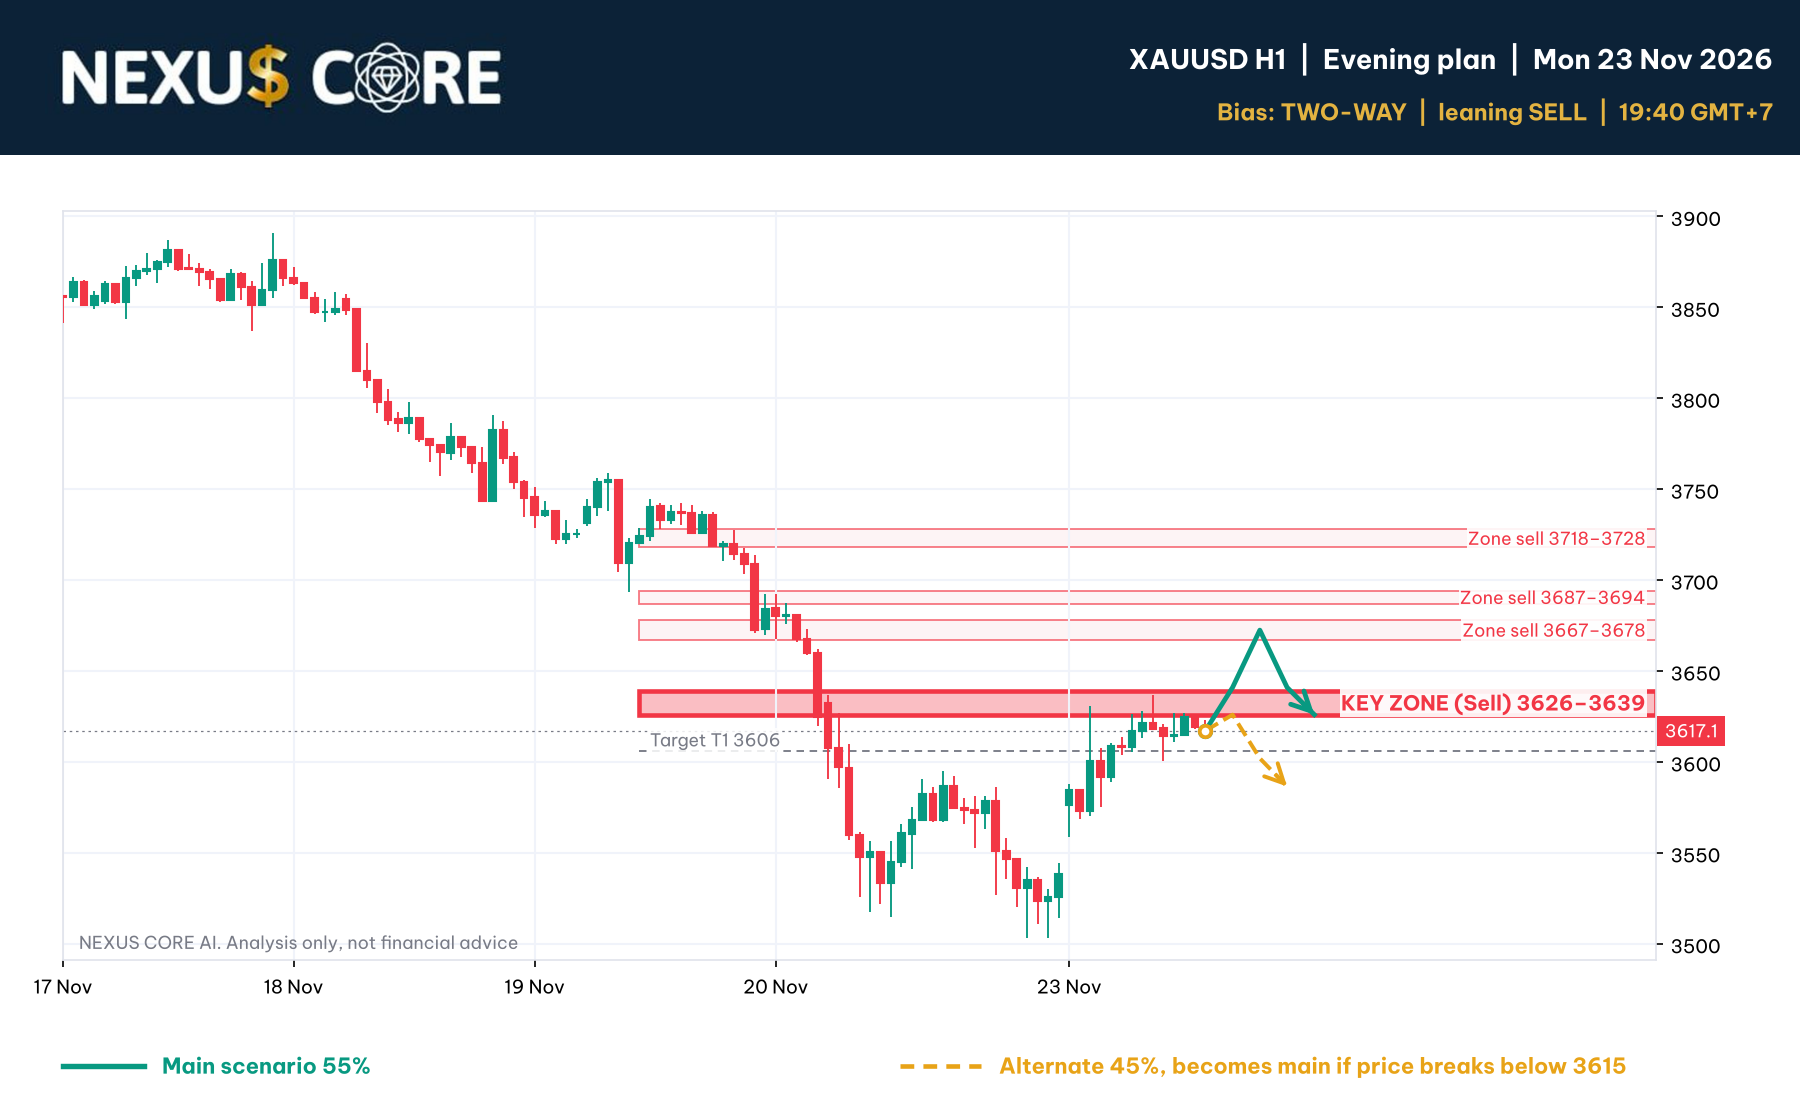 NEXU$ CORE
XAUUSD H1 | Evening plan | Mon 23 Nov 2026
Bias: TWO-WAY | leaning SELL | 19:40 GMT+7
3900
3850
3800
3750
Zone sell 3718–3728
3700
Zone sell 3687–3694
Zone sell 3667–3678
3650
KEY ZONE (Sell) 3626–3639
3617.1
Target T1 3606
3600
3550
NEXUS CORE AI. Analysis only, not financial advice
3500
17 Nov
18 Nov
19 Nov
20 Nov
23 Nov
Main scenario 55%
Alternate 45%, becomes main if price breaks below 3615